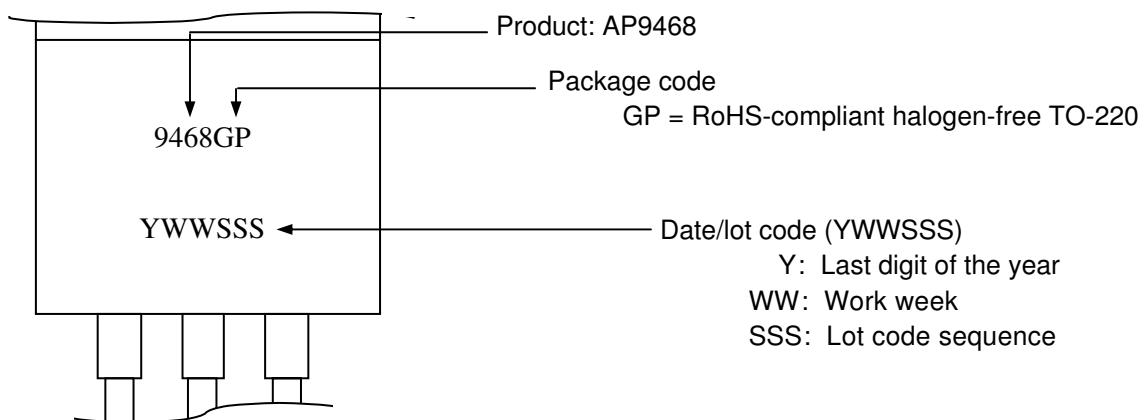 Product: AP9468
Package code
GP = RoHS-compliant halogen-free TO-220
9468GP
YWWSSS
Date/lot code (YWWSSS)
Y: Last digit of the year
WW: Work week
SSS: Lot code sequence